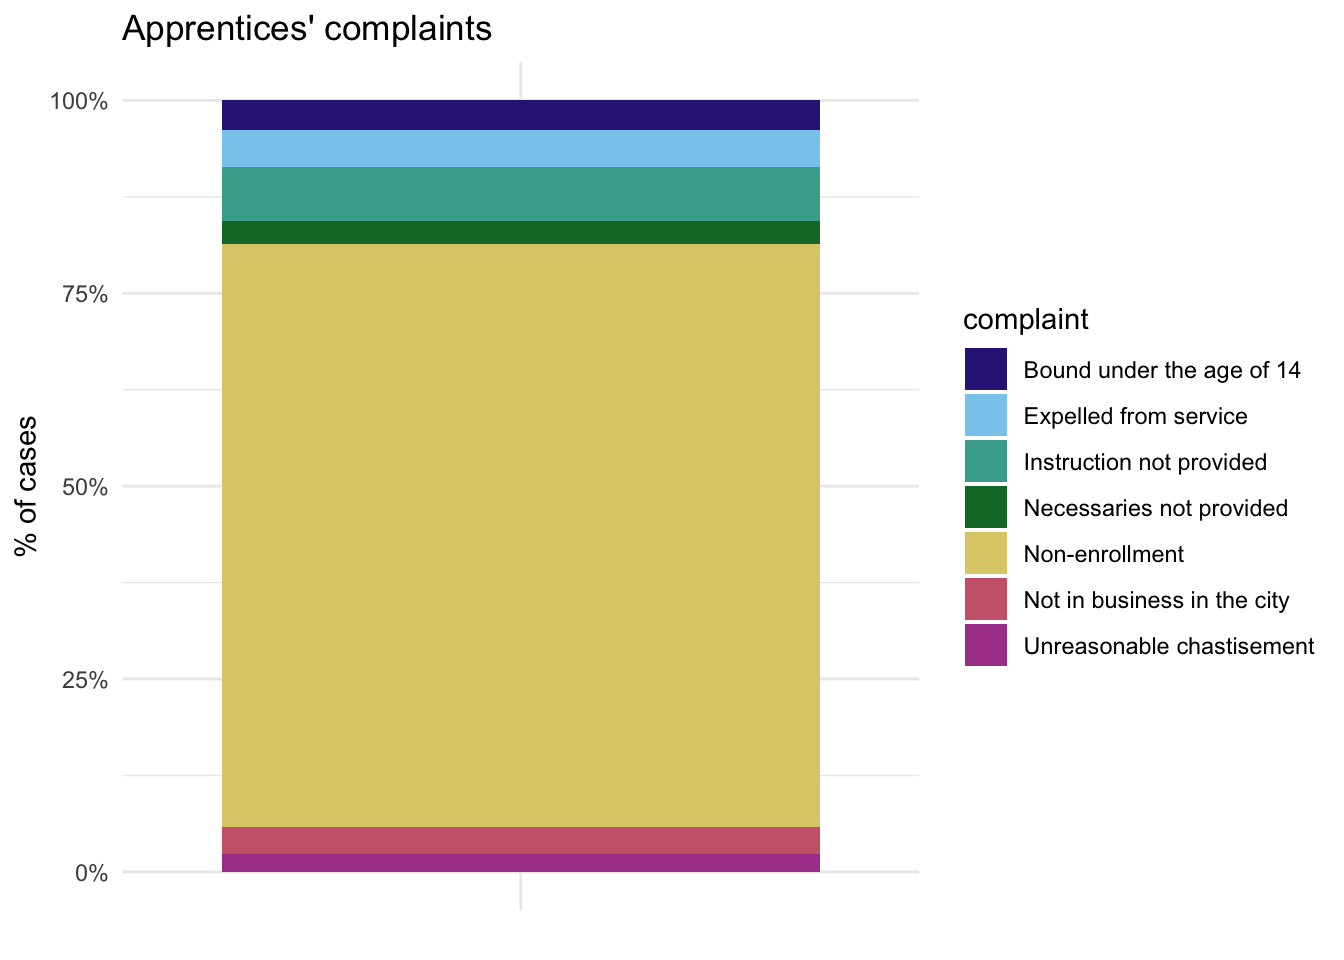 Apprentices' complaints
100%
75%
50%
25%
0%
% of cases
complaint
Bound under the age of 14
Expelled from service
Instruction not provided
Necessaries not provided
Non-enrollment
Not in business in the city
Unreasonable chastisement